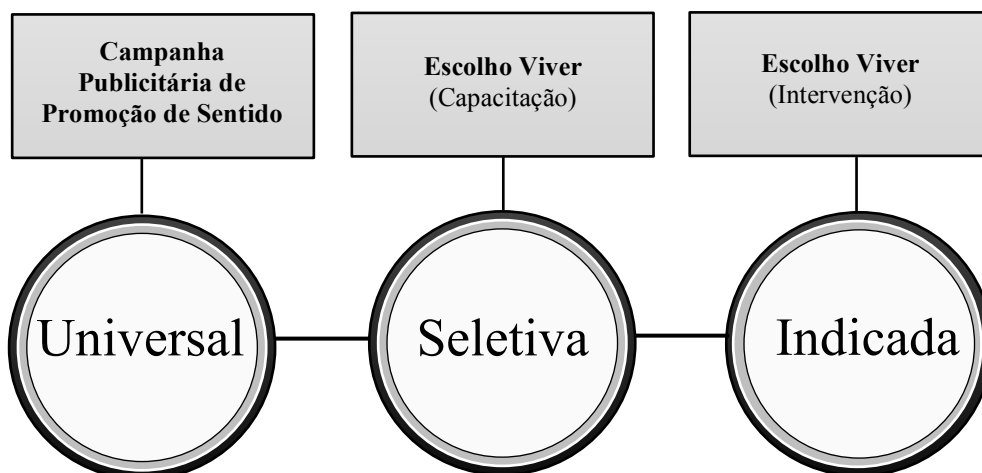 Campanha
Publicitária de
Promoção de Sentido
Escolho Viver
(Capacitação)
Escolho Viver
(Intervenção)
Universal
Seletiva
Indicada